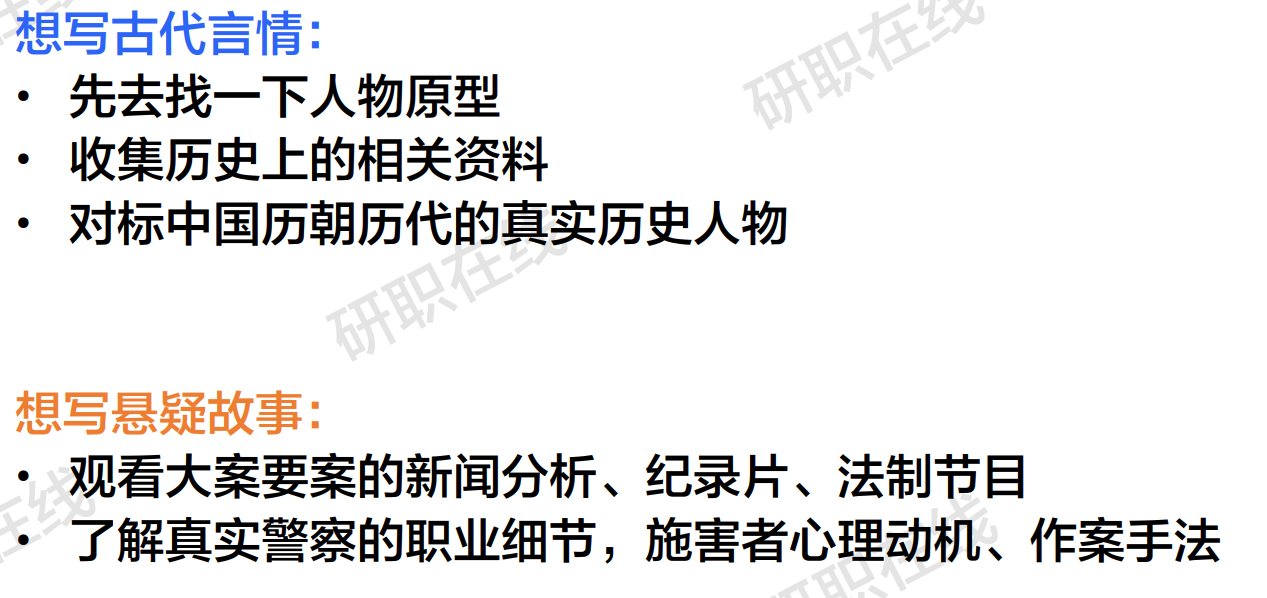 想写古代言情：
• 先去找一下人物原型
• 收集历史上的相关资料
• 对标中国历朝历代的真实历史人物
想写悬疑故事：
• 观看大案要案的新闻分析、纪录片、法制节目
• 了解真实警察的职业细节，施害者心理动机、作案手法
研职在线
研职在线
在线
研职在线